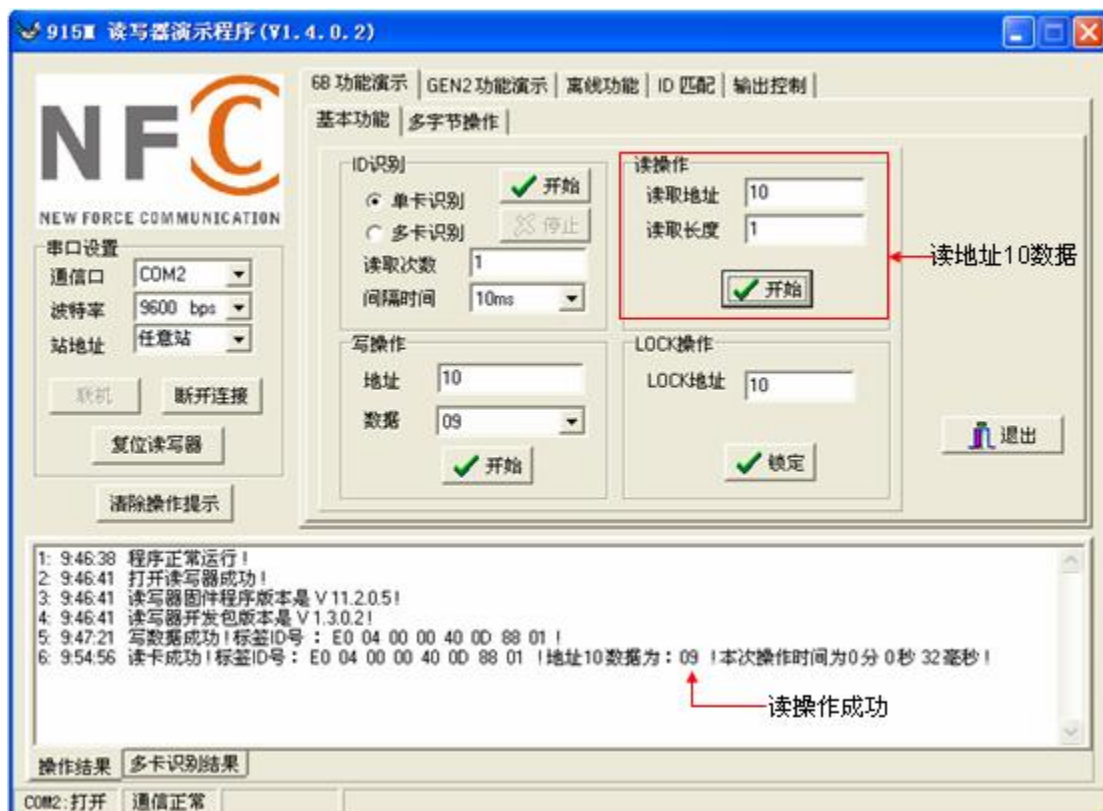 915M 读写器演示程序(V1.4.0.2)
NFC
NEW FORCE COMMUNICATION
串口设置
通信口 COM2
波特率 9600 bps
站地址 任意站
联机 断开连接
复位读写器
清除操作提示
6B 功能演示 GEN2 功能演示 离线功能 ID 匹配 输出控制
基本功能 多字节操作
ID识别
单卡识别 开始
多卡识别 停止
读取次数 1
间隔时间 10ms
读操作
读取地址 10
读取长度 1
开始
读地址10数据
写操作
地址 10
数据 09
开始
LOCK操作
LOCK地址 10
锁定
退出
1: 9:46:38 程序正常运行!
2: 9:46:41 打开读写器成功!
3: 9:46:41 读写器固件程序版本是 V 11.2.0.5!
4: 9:46:41 读写器开发包版本是 V 1.3.0.2!
5: 9:47:21 写数据成功!标签ID号: E0 04 00 00 40 0D 88 01 !
6: 9:54:56 读卡成功!标签ID号: E0 04 00 00 40 0D 88 01 !地址10数据为:09 !本次操作时间为0分 0秒 32毫秒!
读操作成功
操作结果 多卡识别结果
COM2:打开 通信正常